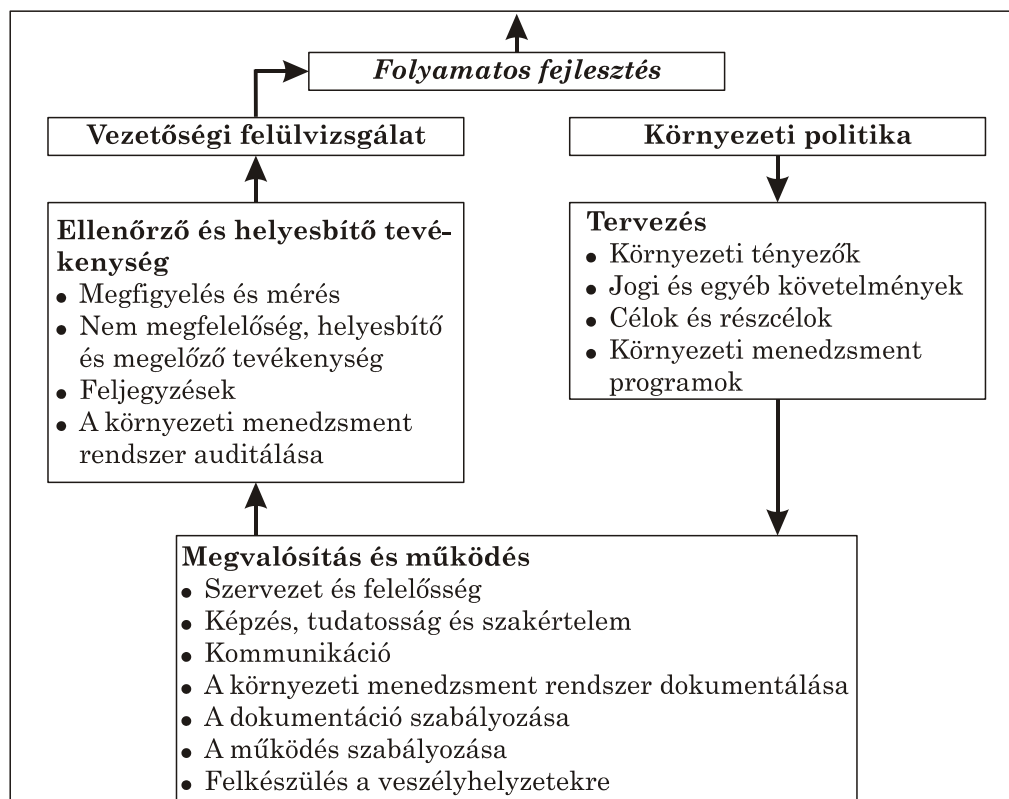 Folyamatos fejlesztés
Vezetőségi felülvizsgálat
Környezeti politika
Ellenőrző és helyesbítő tevé-
kenység
• Megfigyelés és mérés
• Nem megfelelőség, helyesbítő
és megelőző tevékenység
• Feljegyzések
• A környezeti menedzsment
rendszer auditálása
Tervezés
• Környezeti tényezők
• Jogi és egyéb követelmények
• Célok és részcélok
• Környezeti menedzsment
programok
Megvalósítás és működés
• Szervezet és felelősség
• Képzés, tudatosság és szakértelem
• Kommunikáció
• A környezeti menedzsment rendszer dokumentálása
• A dokumentáció szabályozása
• A működés szabályozása
• Felkészülés a veszélyhelyzetekre